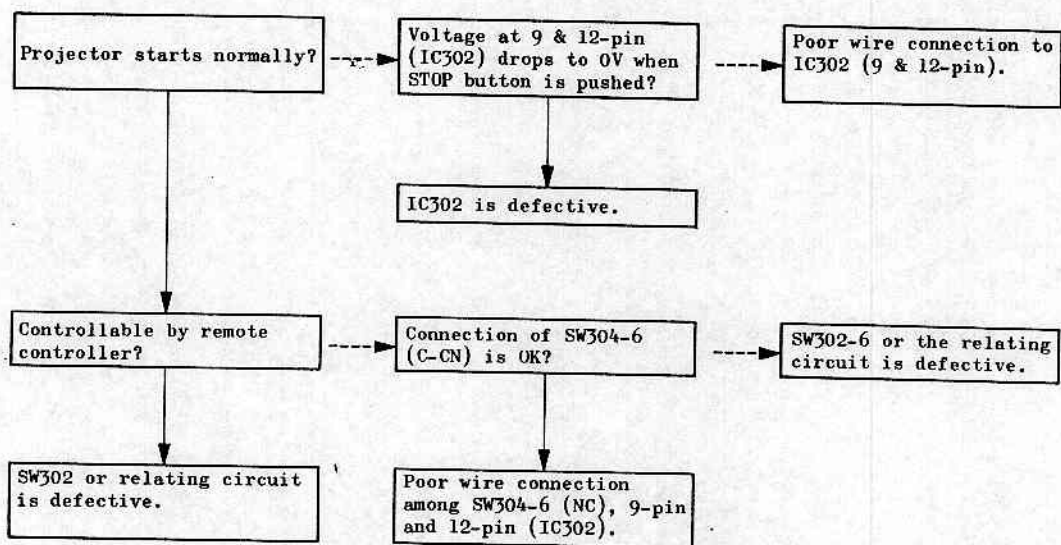 Projector starts normally?
Voltage at 9 & 12-pin
(IC302) drops to 0V when
STOP button is pushed?
Poor wire connection to
IC302 (9 & 12-pin).
IC302 is defective.
Controllable by remote
controller?
Connection of SW304-6
(C-CN) is OK?
SW302-6 or the relating
circuit is defective.
SW302 or relating circuit
is defective.
Poor wire connection
among SW304-6 (NC), 9-pin
and 12-pin (IC302).